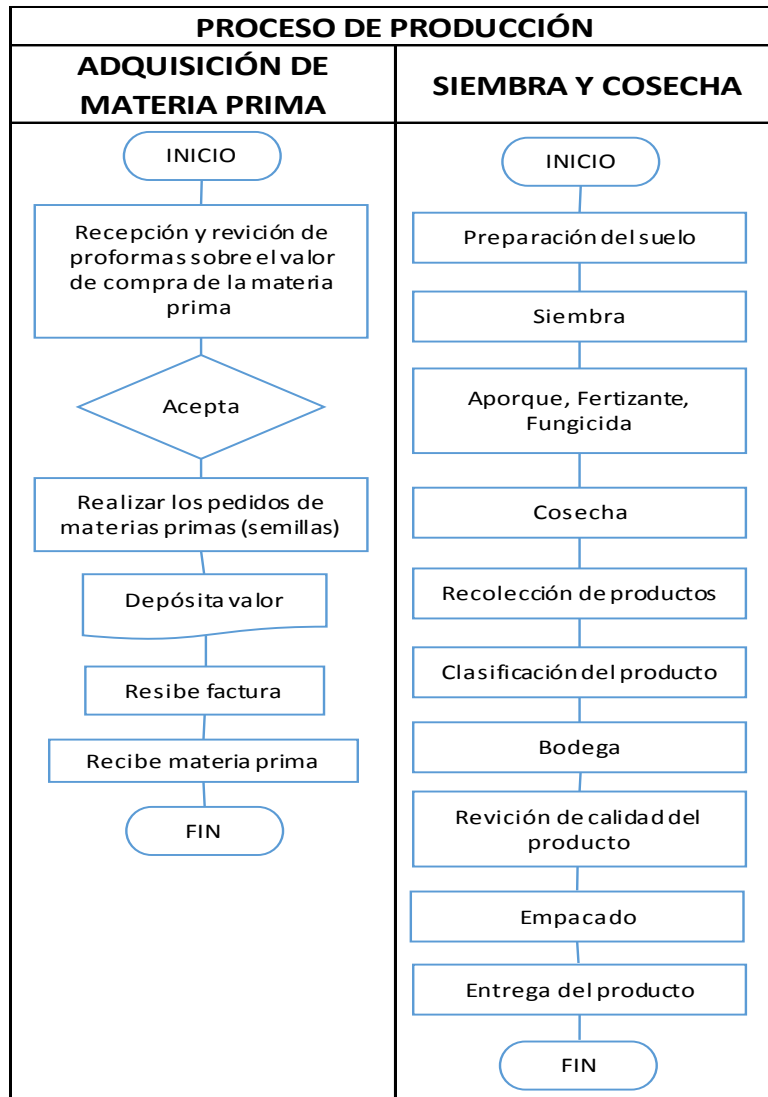 PROCESO DE PRODUCCIÓN
ADQUISICIÓN DE
MATERIA PRIMA
INICIO
Recepción y revición de
proformas sobre el valor
de compra de la materia
prima
Acepta
Realizar los pedidos de
materias primas (semillas)
Depósita valor
Resibe factura
Recibe materia prima
FIN
SIEMBRA Y COSECHA
INICIO
Preparación del suelo
Siembra
Aporque, Fertizante,
Fungicida
Cosecha
Recolección de productos
Clasificación del producto
Bodega
Revición de calidad del
producto
Empacado
Entrega del producto
FIN